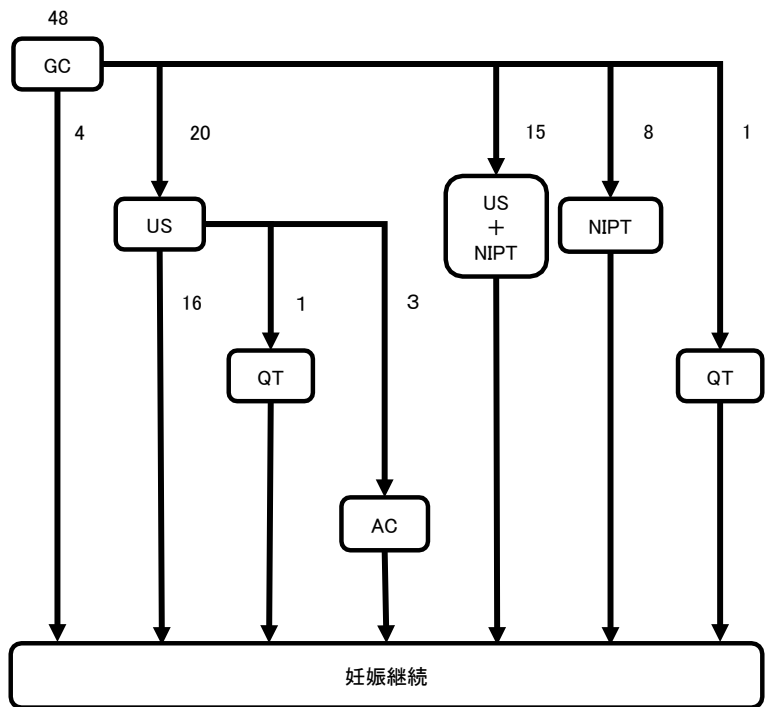 48
GC
4
20
15
8
1
US
US
＋
NIPT
NIPT
16
1
3
QT
QT
AC
妊娠継続